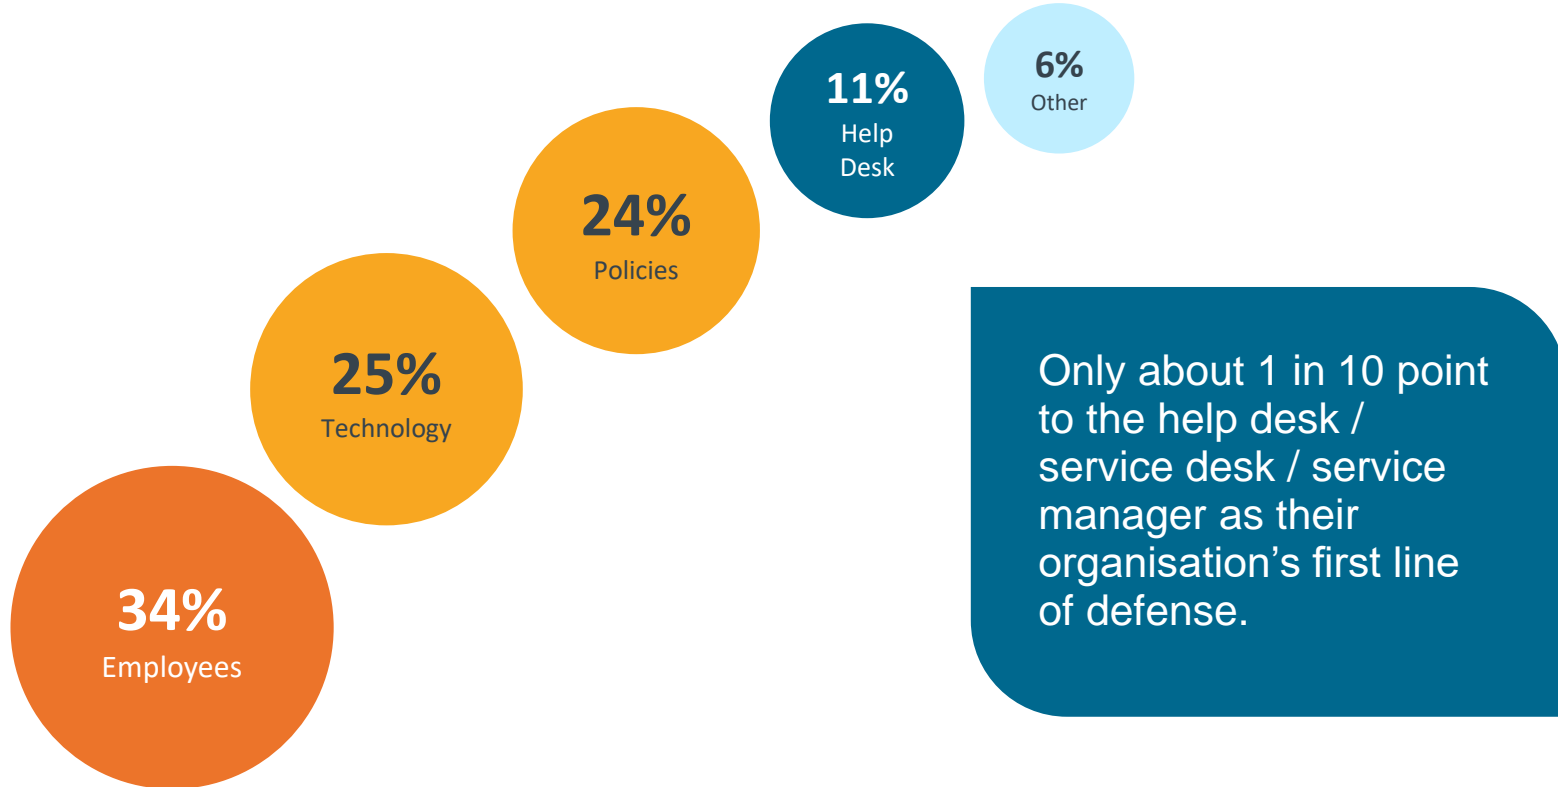 11%
Help
Desk
6%
Other
24%
Policies
25%
Technology
34%
Employees
Only about 1 in 10 point
to the help desk /
service desk / service
manager as their
organisation’s first line
of defense.